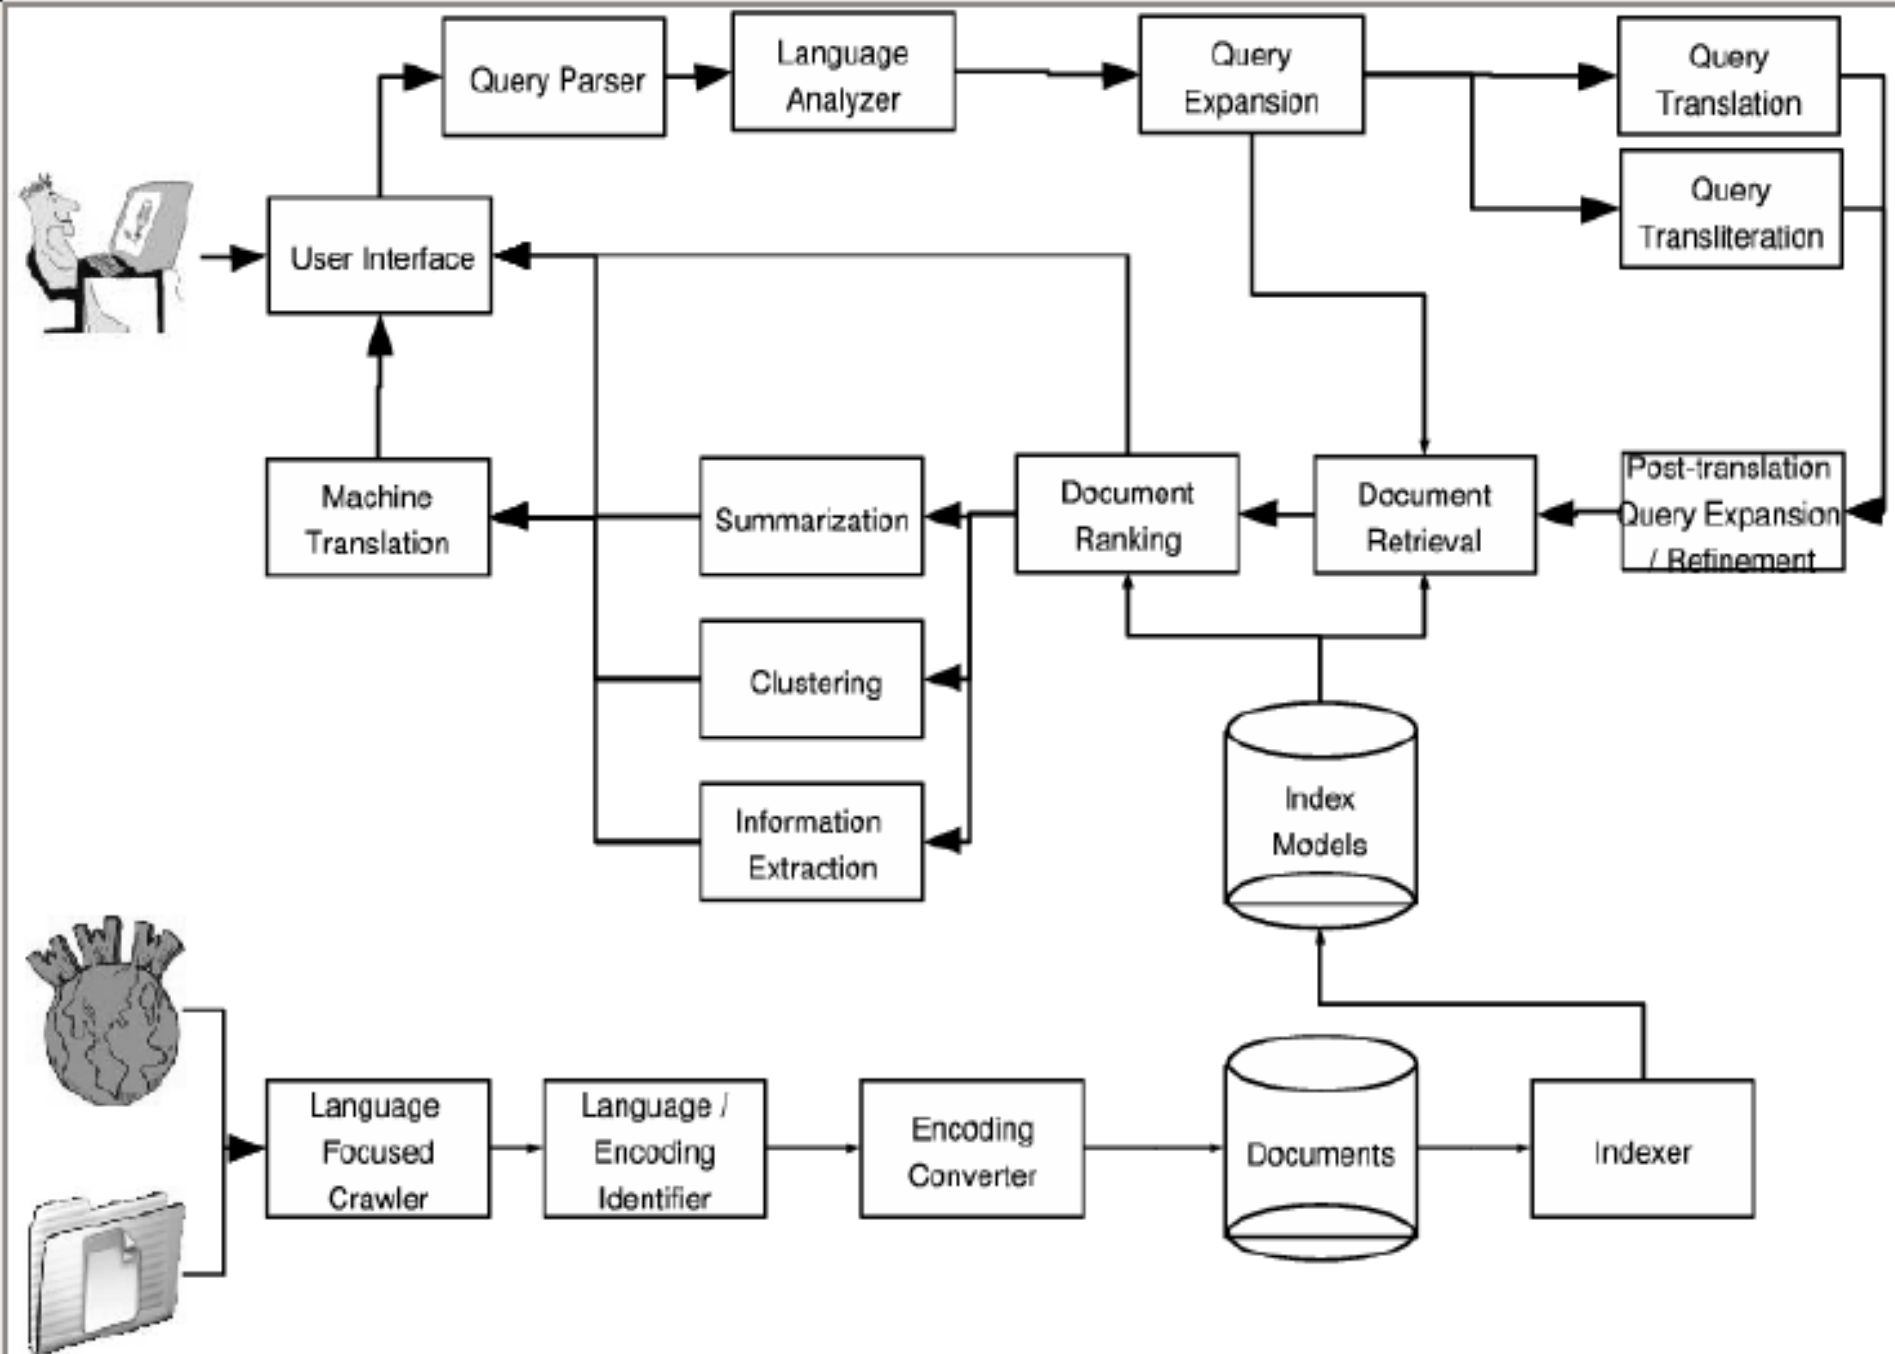 Query Parser
Language
Analyzer
Query
Expansion
Query
Translation
Query
Transliteration
User Interface
Machine
Translation
Summarization
Document
Ranking
Document
Retrieval
Post-translation
Query Expansion
/ Refinement
Clustering
Information
Extraction
Index
Models
Language
Focused
Crawler
Language /
Encoding
Identifier
Encoding
Converter
Documents
Indexer